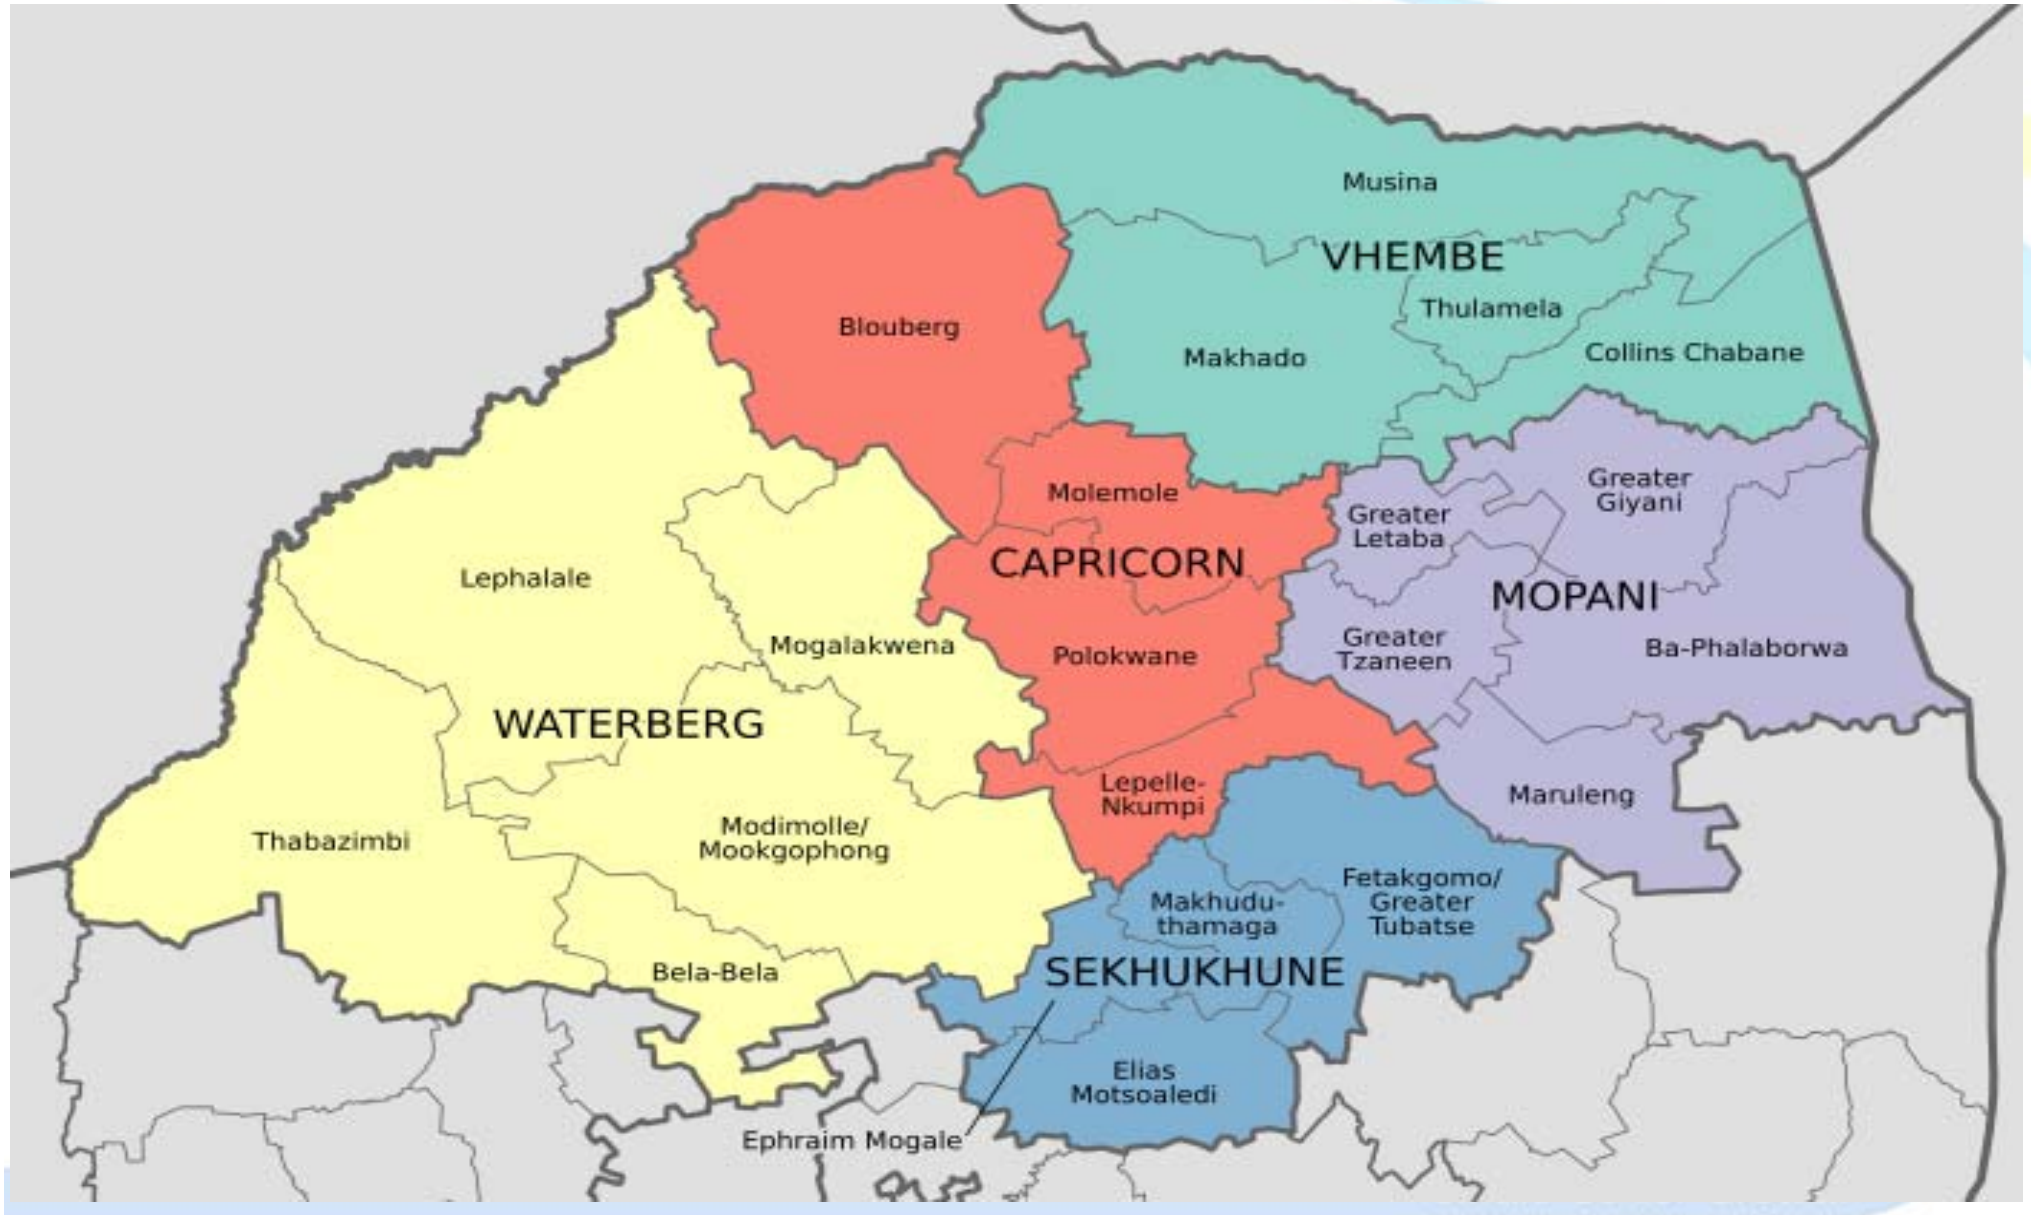 Musina
VHEMBE
Thulamela
Blouberg
Makhado
Collins Chabane
Molemole
Greater
Giyani
Greater
Letaba
CAPRICORN
Lephalale
MOPANI
Mogalakwena
Polokwane
Greater
Tzaneen
Ba-Phalaborwa
WATERBERG
Lepelle-
Nkumpi
Maruleng
Thabazimbi
Modimolle/
Mookgophong
Makhudu-
thamaga
Fetakgomo/
Greater
Tubatse
Bela-Bela
SEKHUKHUNE
Elias
Motsoaledi
Ephraim Mogale